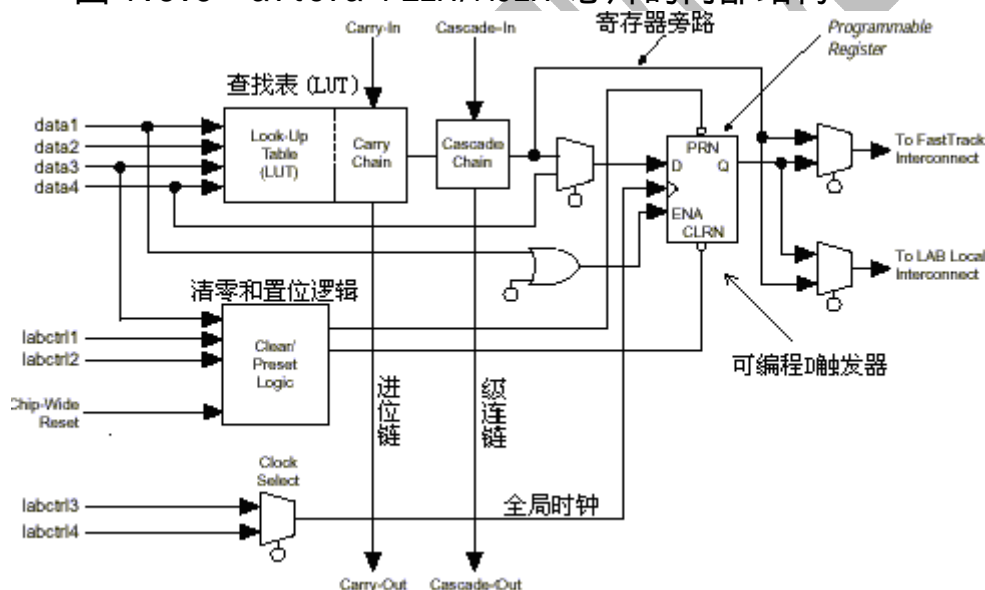 Carry-In
Cascade-In
寄存器旁路
Programmable
Register
查找表(LUT)
data1
data2
data3
data4
Look-Up
Table
(LUT)
Carry
Chain
Cascade
Chain
PRN
D
Q
ENA
CLRN
To FastTrack
Interconnect
To LAB Local
Interconnect
清零和置位逻辑
labctrl1
labctrl2
Chip-Wide
Reset
Clear/
Preset
Logic
进位链
级连链
可编程D触发器
Clock
Select
labctrl3
labctrl4
全局时钟
Carry-Out
Cascade-Out